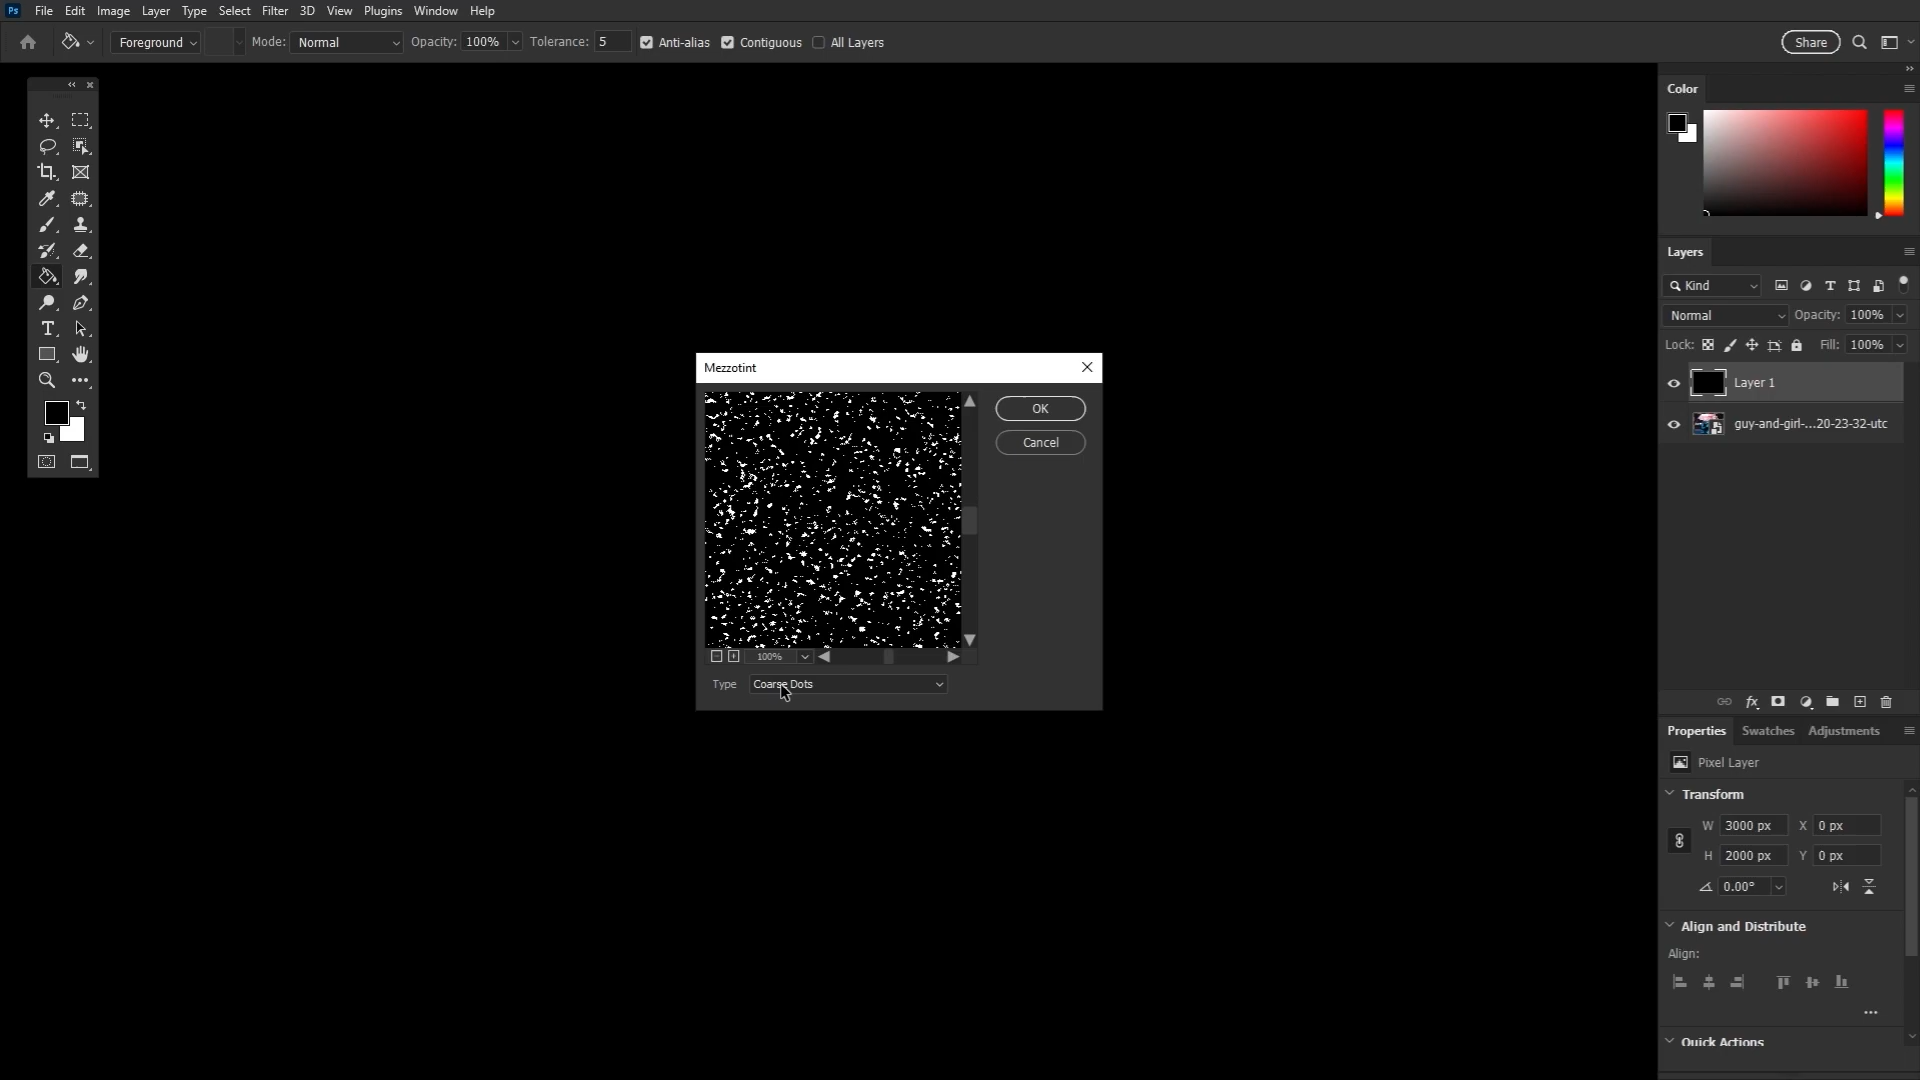 Ps File Edit Image Layer Type Select Filter 3D View Plugins Window Help
Foreground Mode: Normal Opacity: 100% Tolerance: 5 Anti-alias Contiguous All Layers Share
Color
Layers
Kind
Normal Opacity: 100%
Lock: Fill: 100%
Layer 1
guy-and-girl-...20-23-32-utc
Mezzotint
OK
Cancel
100%
Type Coarse Dots
Properties Swatches Adjustments
Pixel Layer
Transform
W 3000 px X 0 px
H 2000 px Y 0 px
0.00°
Align and Distribute
Align:
Quick Actions